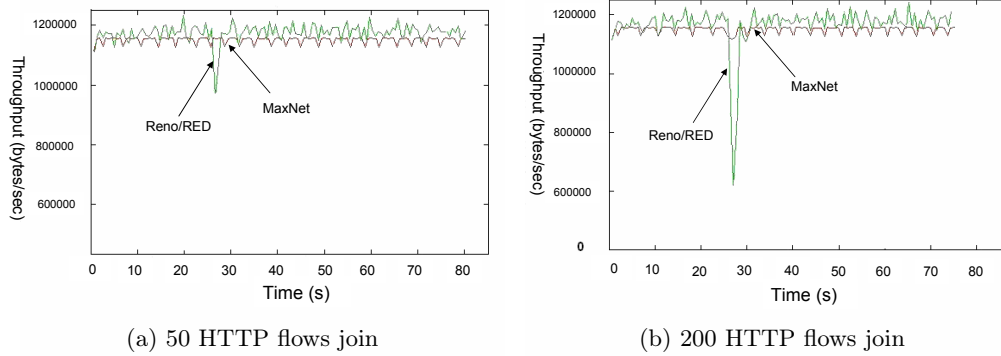 1200000
1000000
800000
600000
Throughput (bytes/sec)
Reno/RED
MaxNet
0 10 20 30 40 50 60 70 80
Time (s)
(a) 50 HTTP flows join
1200000
1000000
800000
600000
0
Throughput (bytes/sec)
MaxNet
Reno/RED
0 10 20 30 40 50 60 70 80
Time (s)
(b) 200 HTTP flows join